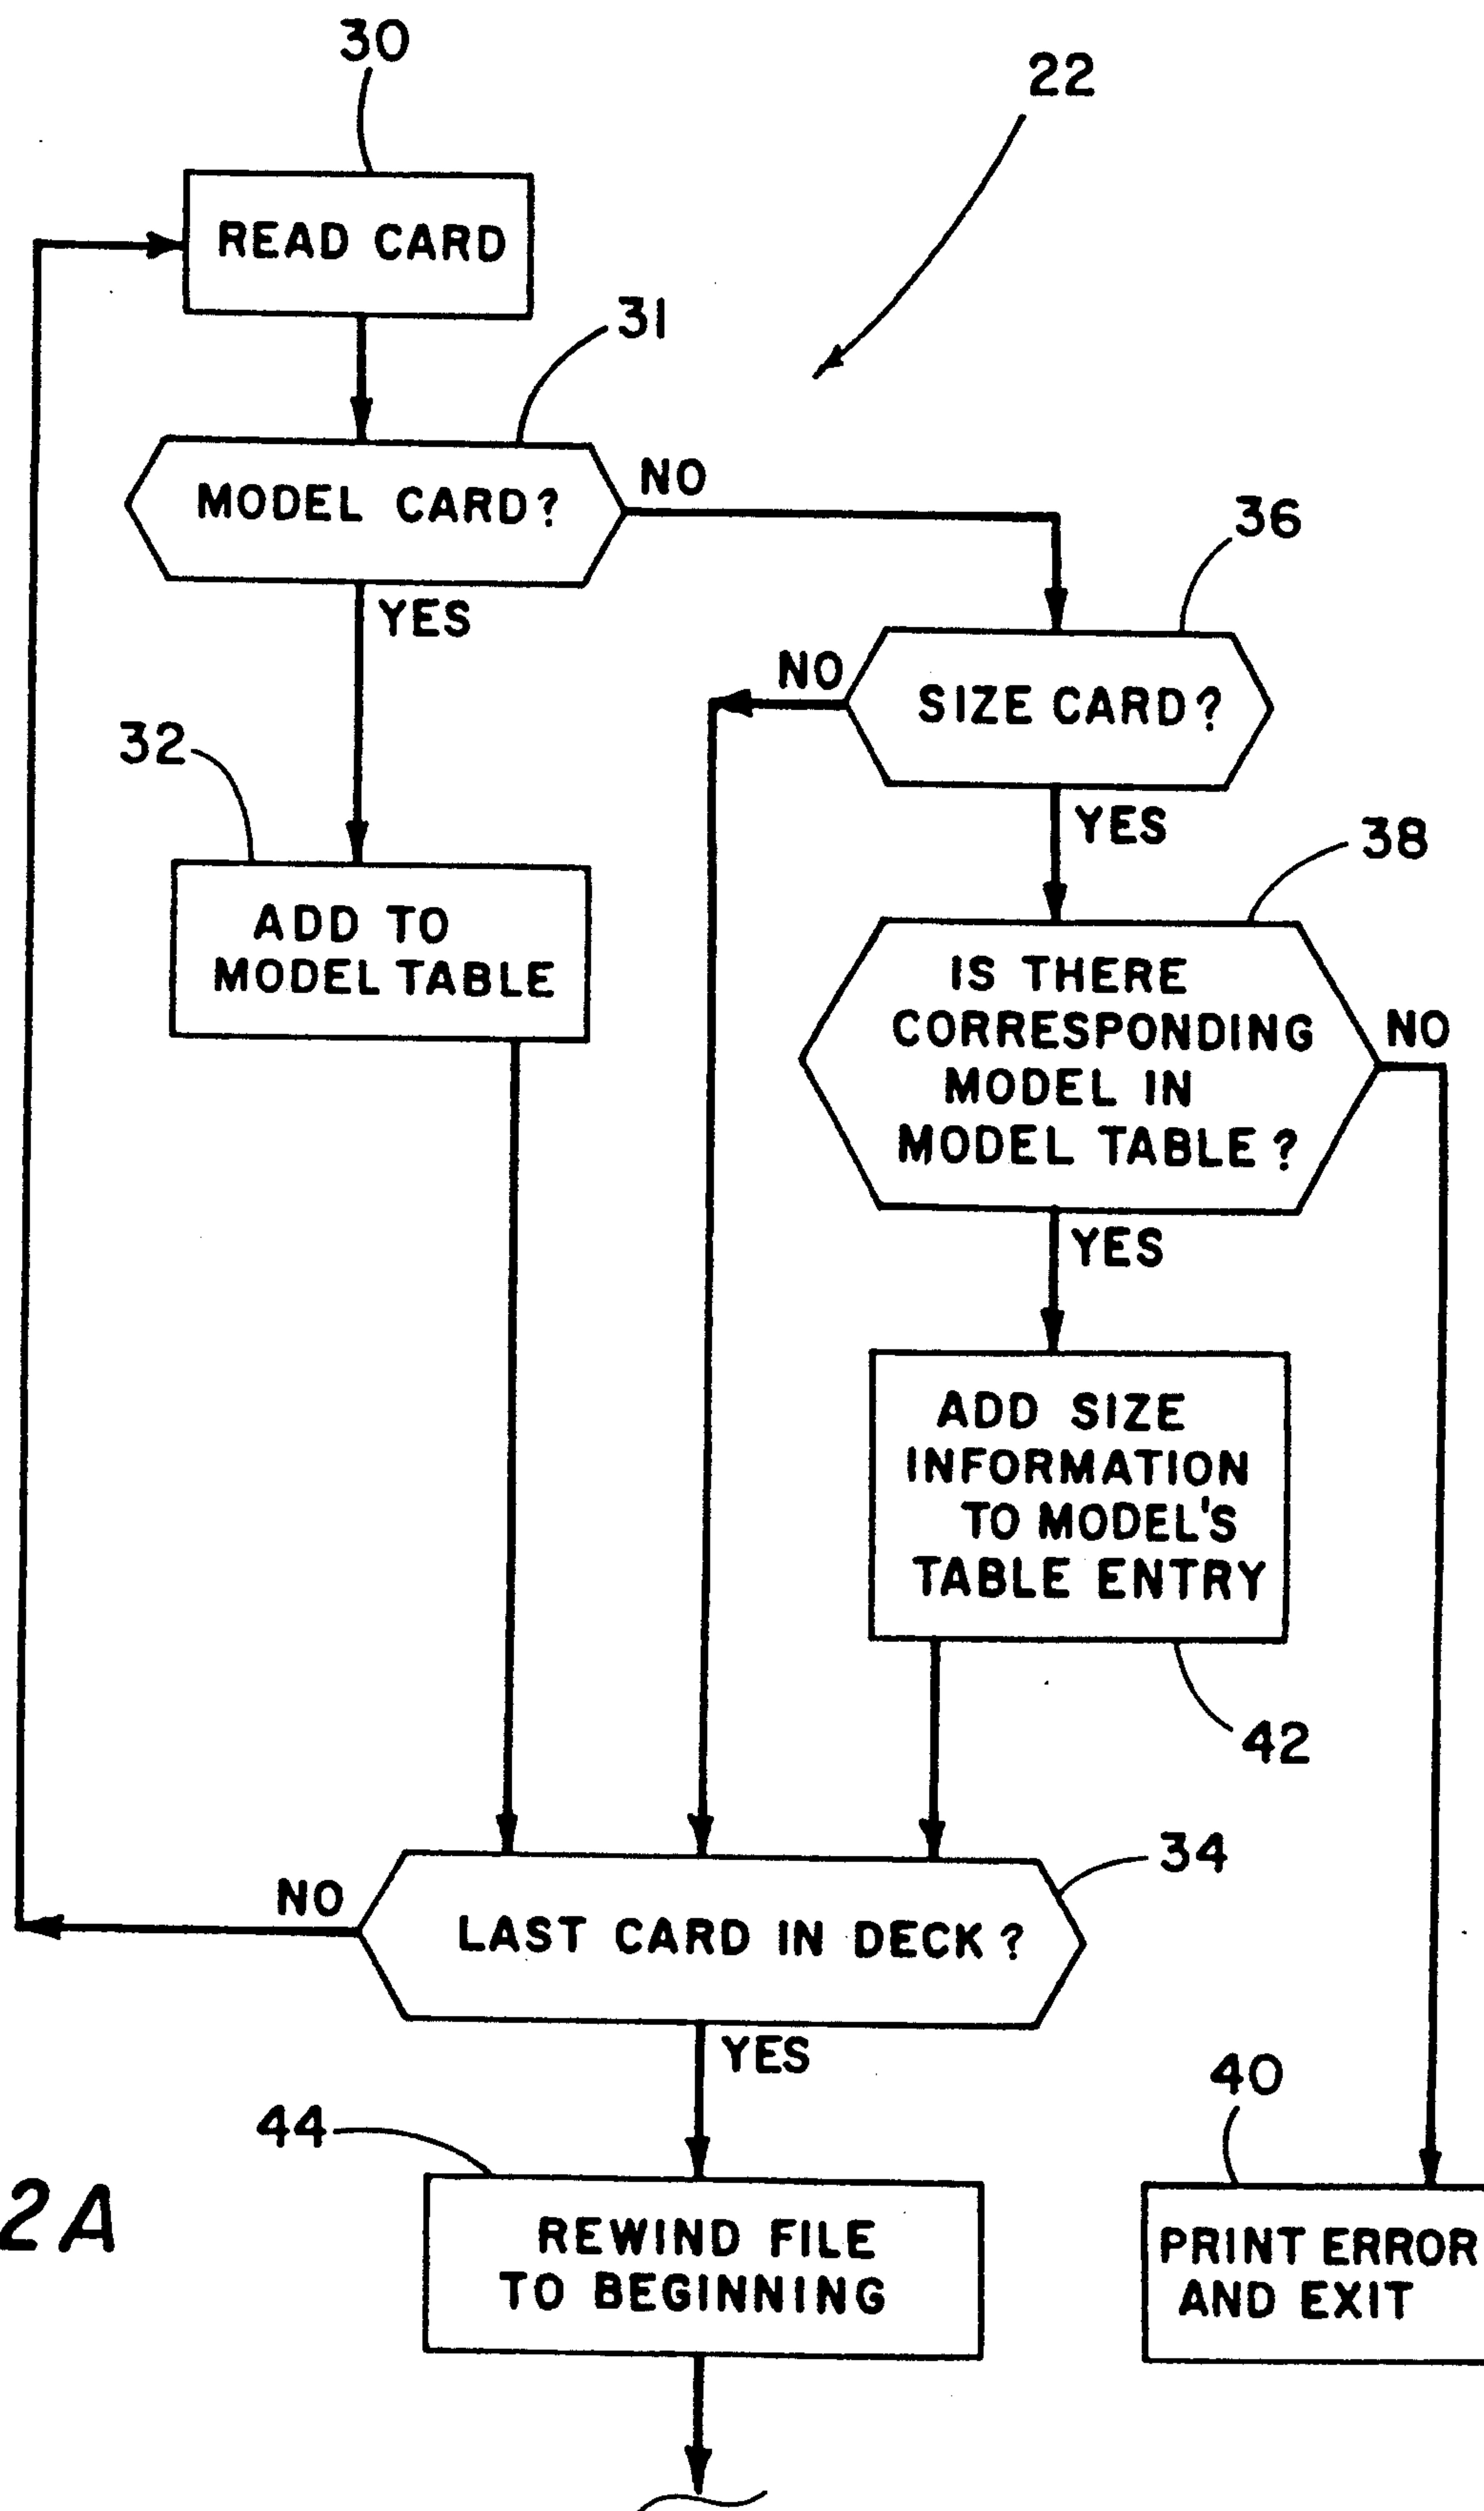 30
22
READ CARD
31
MODEL CARD?
NO
36
YES
NO
SIZE CARD?
32
YES
38
ADD TO
MODEL TABLE
IS THERE
CORRESPONDING
MODEL IN
MODEL TABLE?
NO
YES
ADD SIZE
INFORMATION
TO MODEL'S
TABLE ENTRY
42
34
NO
LAST CARD IN DECK?
YES
40
44
2A
REWIND FILE
TO BEGINNING
PRINT ERROR
AND EXIT